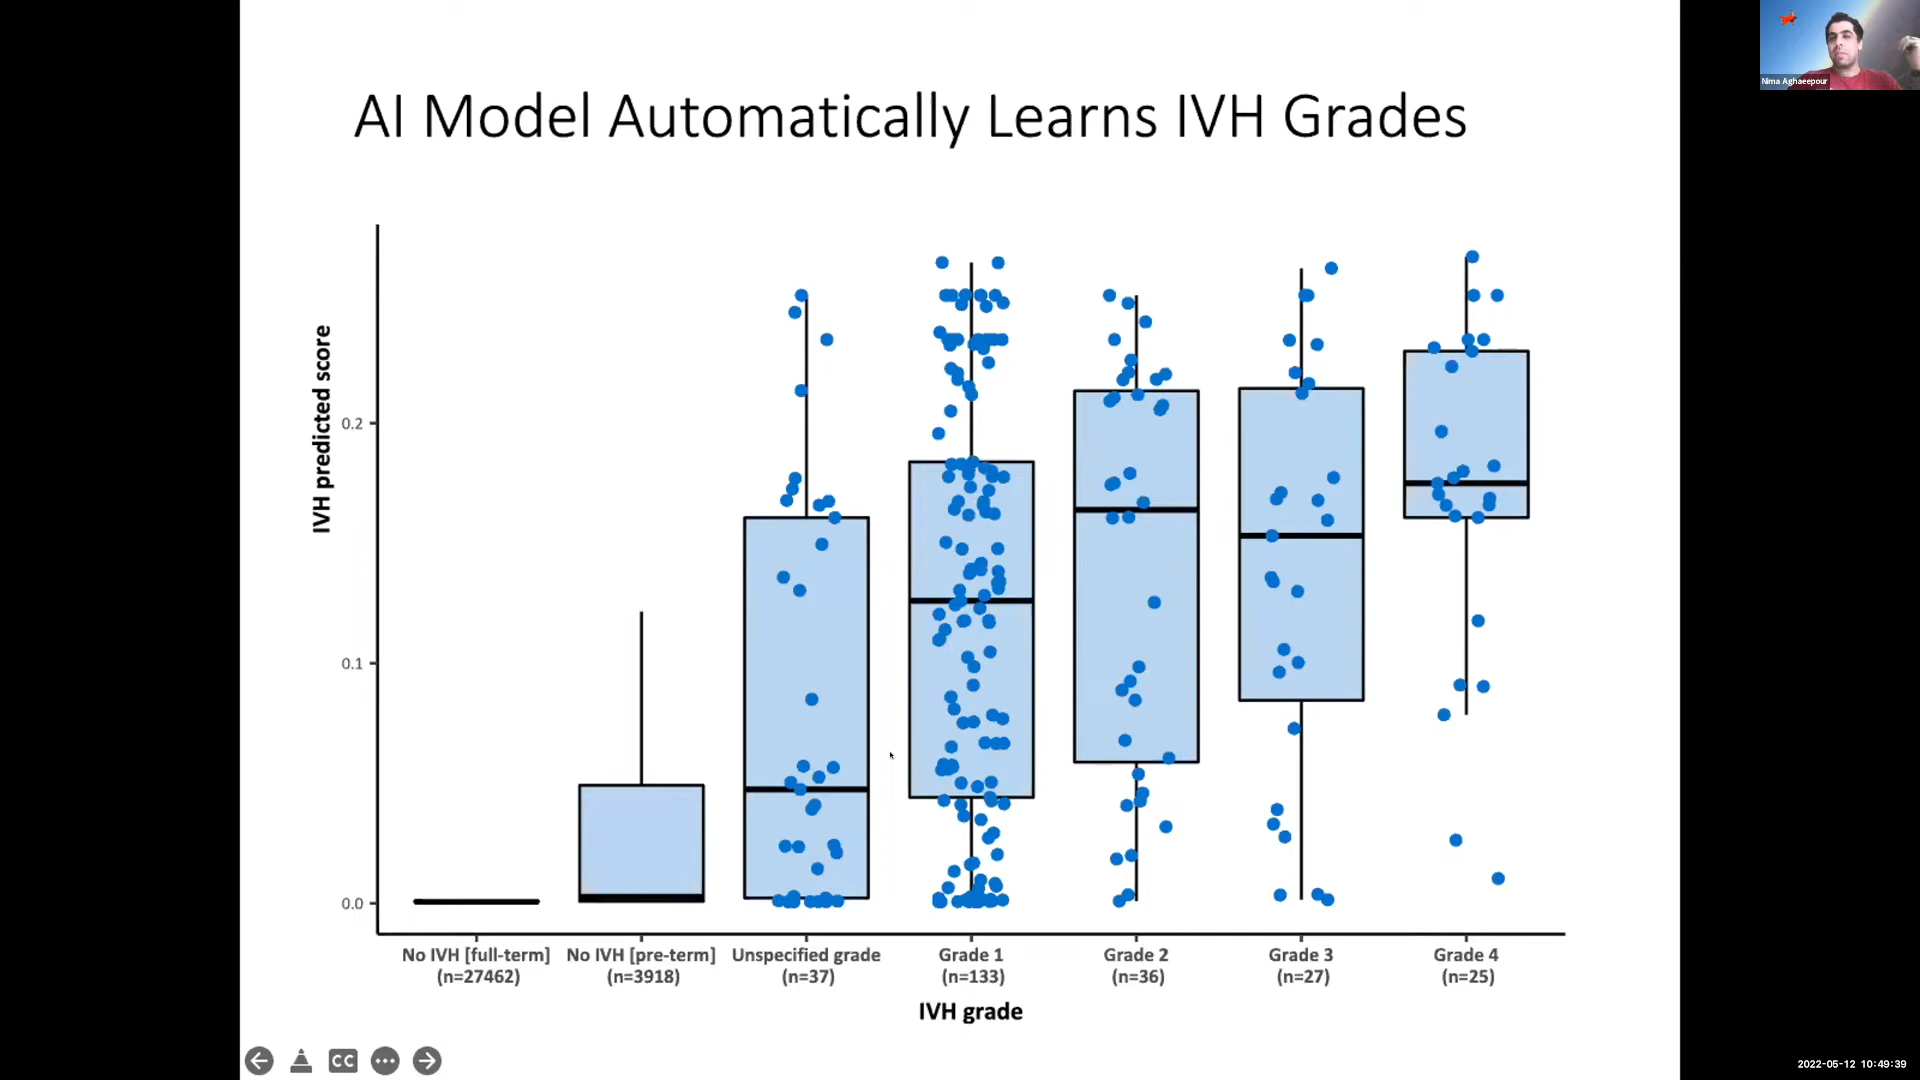 AI Model Automatically Learns IVH Grades
Nima Aghaeepour
IVH predicted score
0.2
0.1
0.0
No IVH [full-term] No IVH [pre-term] Unspecified grade Grade 1 Grade 2 Grade 3 Grade 4
(n=27462) (n=3918) (n=37) (n=133) (n=36) (n=27) (n=25)
IVH grade
CC
2022-05-12 10:49:39